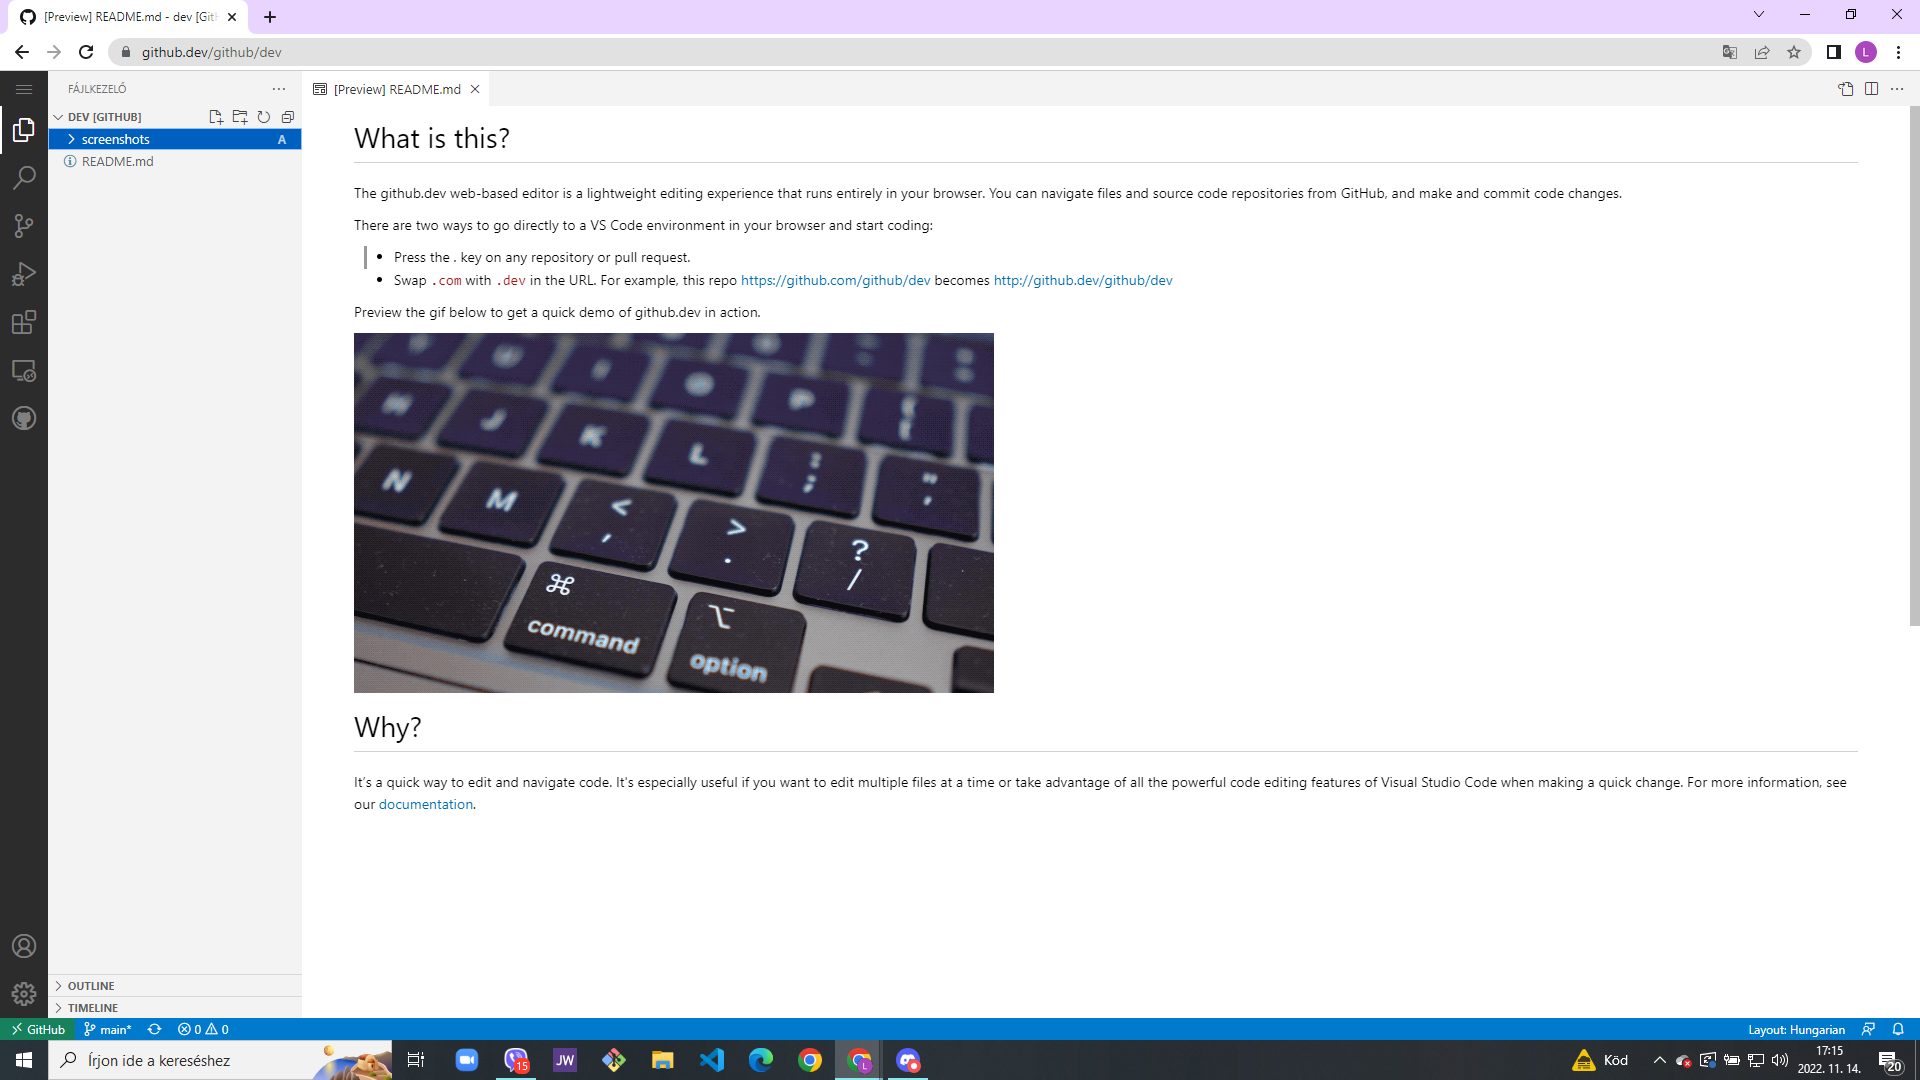 [Preview] README.md - dev [Git
github.dev/github/dev
L
FÁJLKEZELŐ
[Preview] README.md
DEV [GITHUB]
screenshots
A
README.md
What is this?
The github.dev web-based editor is a lightweight editing experience that runs entirely in your browser. You can navigate files and source code repositories from GitHub, and make and commit code changes.
There are two ways to go directly to a VS Code environment in your browser and start coding:
• Press the . key on any repository or pull request.
• Swap .com with .dev in the URL. For example, this repo https://github.com/github/dev becomes http://github.dev/github/dev
Preview the gif below to get a quick demo of github.dev in action.
P {
H J K L ; : " '
N M < , > . ? /
⌘
command
⌥
option
Why?
It's a quick way to edit and navigate code. It's especially useful if you want to edit multiple files at a time or take advantage of all the powerful code editing features of Visual Studio Code when making a quick change. For more information, see
our documentation.
OUTLINE
TIMELINE
GitHub
main*
0
0
Layout: Hungarian
Írjon ide a kereséshez
15
JW
L
Köd
17:15
2022. 11. 14.
20